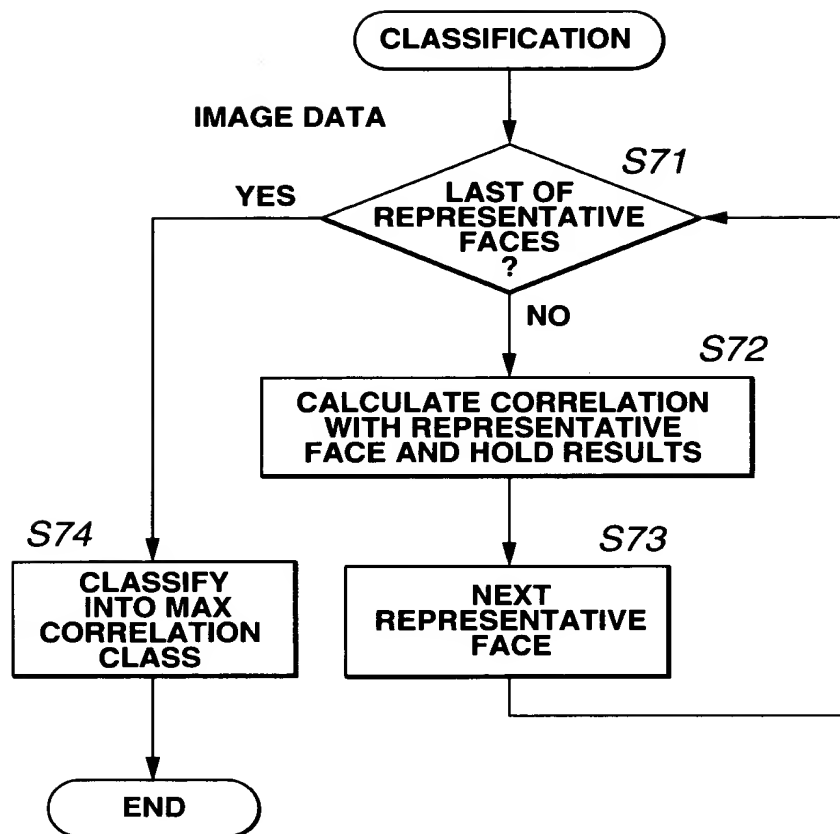 CLASSIFICATION
IMAGE DATA
S71
YES
LAST OF
REPRESENTATIVE
FACES
?
NO
S72
CALCULATE CORRELATION
WITH REPRESENTATIVE
FACE AND HOLD RESULTS
S74
S73
CLASSIFY
INTO MAX
CORRELATION
CLASS
NEXT
REPRESENTATIVE
FACE
END